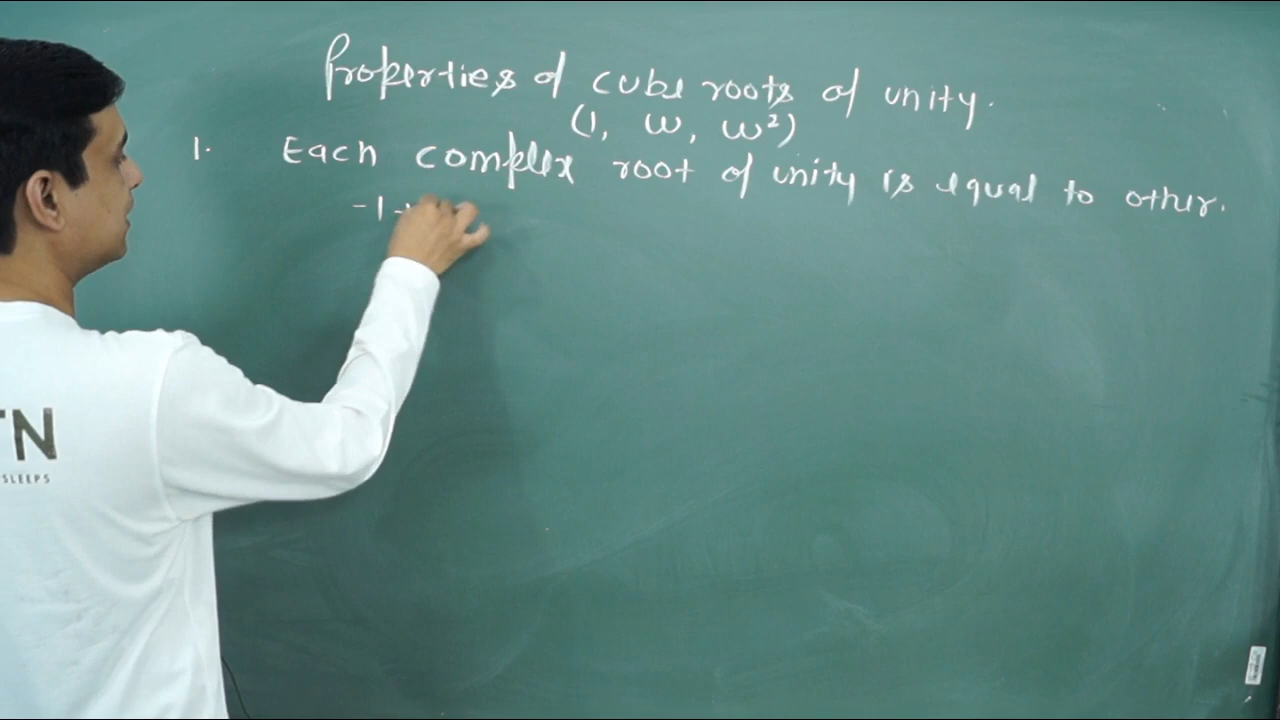 Properties of cube roots of unity.
(1, ω, ω²)
1. Each complex root of unity is equal to other.
-1 +
TN
SLEEPS